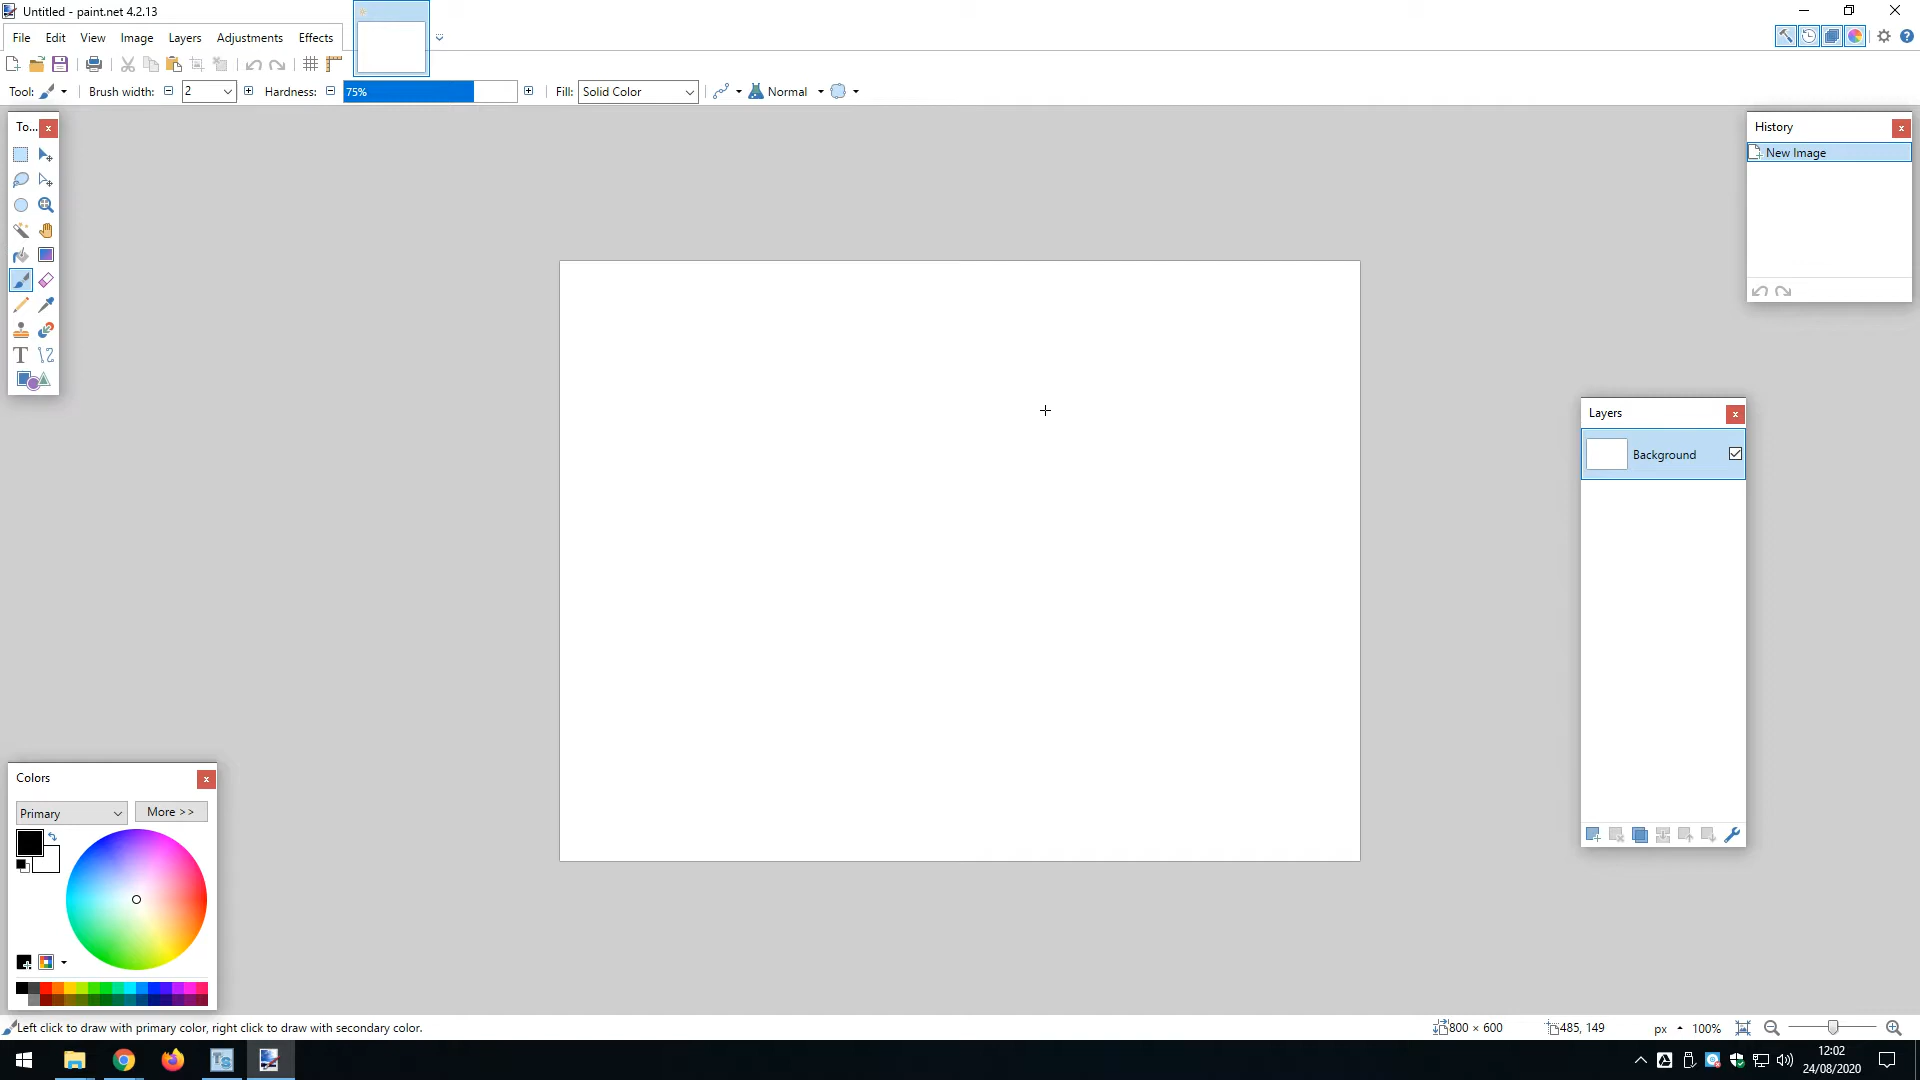 Untitled - paint.net 4.2.13
File Edit View Image Layers Adjustments Effects
Tool: Brush width: 2 Hardness: 75% Fill: Solid Color Normal
To...
History
New Image
Layers
Background
Colors
Primary More >>
Left click to draw with primary color, right click to draw with secondary color.
800 × 600 485, 149 px 100%
12:02
24/08/2020